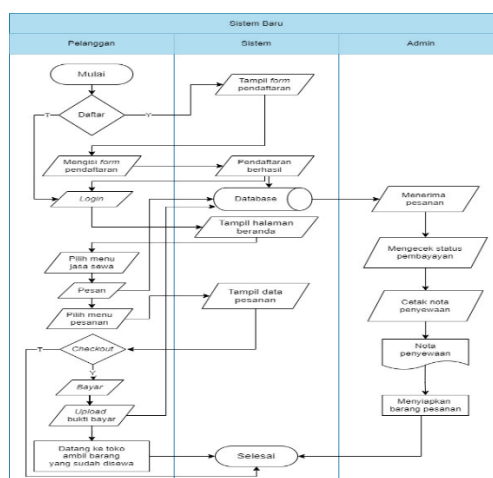 Sistem Baru
Pelanggan
Sistem
Admin
Mulai
Tampil form
pendaftaran
Daftar
T
Y
Mengisi form
pendaftaran
Pendaftaran
berhasil
Login
Database
Menerima
pesanan
Tampil halaman
beranda
Pilih menu
jasa sewa
Mengecek status
pembayayan
Pesan
Pilih menu
pesanan
Tampil data
pesanan
Cetak nota
penyewaan
T
Checkout
Y
Nota
penyewaan
Bayar
Upload
bukti bayar
Menyiapkan
barang pesanan
Datang ke toko
ambil barang
yang sudah disewa
Selesai